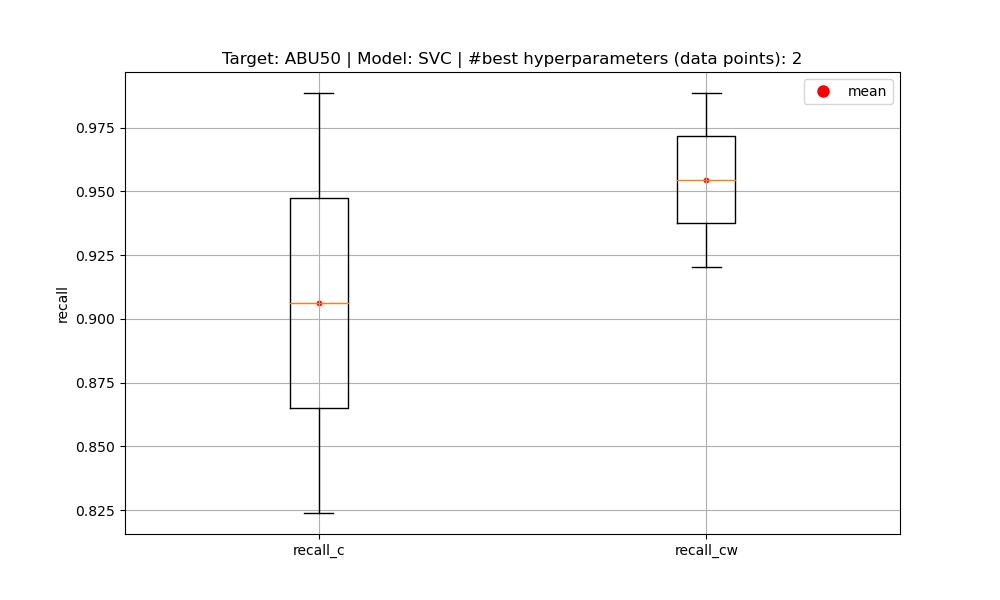 Target: ABU50 | Model: SVC | #best hyperparameters (data points): 2
mean
0.975
0.950
0.925
0.900
0.875
0.850
0.825
recall
recall_c
recall_cw